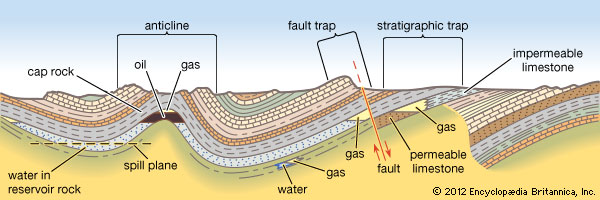 anticline
fault trap
stratigraphic trap
oil
gas
cap rock
impermeable
limestone
water in
reservoir rock
spill plane
gas
water
gas
fault
permeable
limestone
gas
© 2012 Encyclopædia Britannica, Inc.